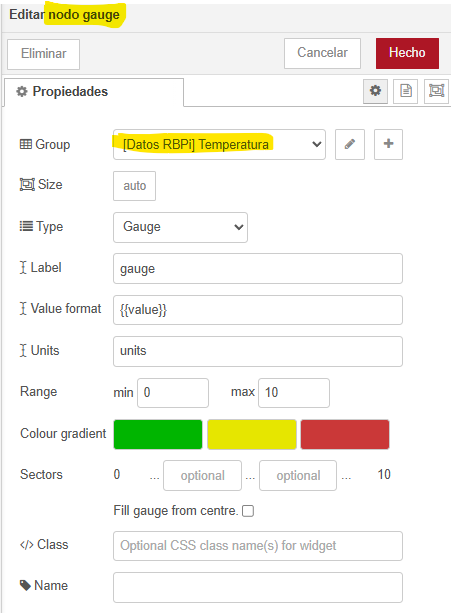 Editar nodo gauge
Eliminar Cancelar Hecho
Propiedades
Group [Datos RBPi] Temperatura
Size auto
Type Gauge
Label gauge
Value format {{value}}
Units units
Range min 0 max 10
Colour gradient
Sectors 0 ... optional ... optional ... 10
Fill gauge from centre.
</> Class Optional CSS class name(s) for widget
Name